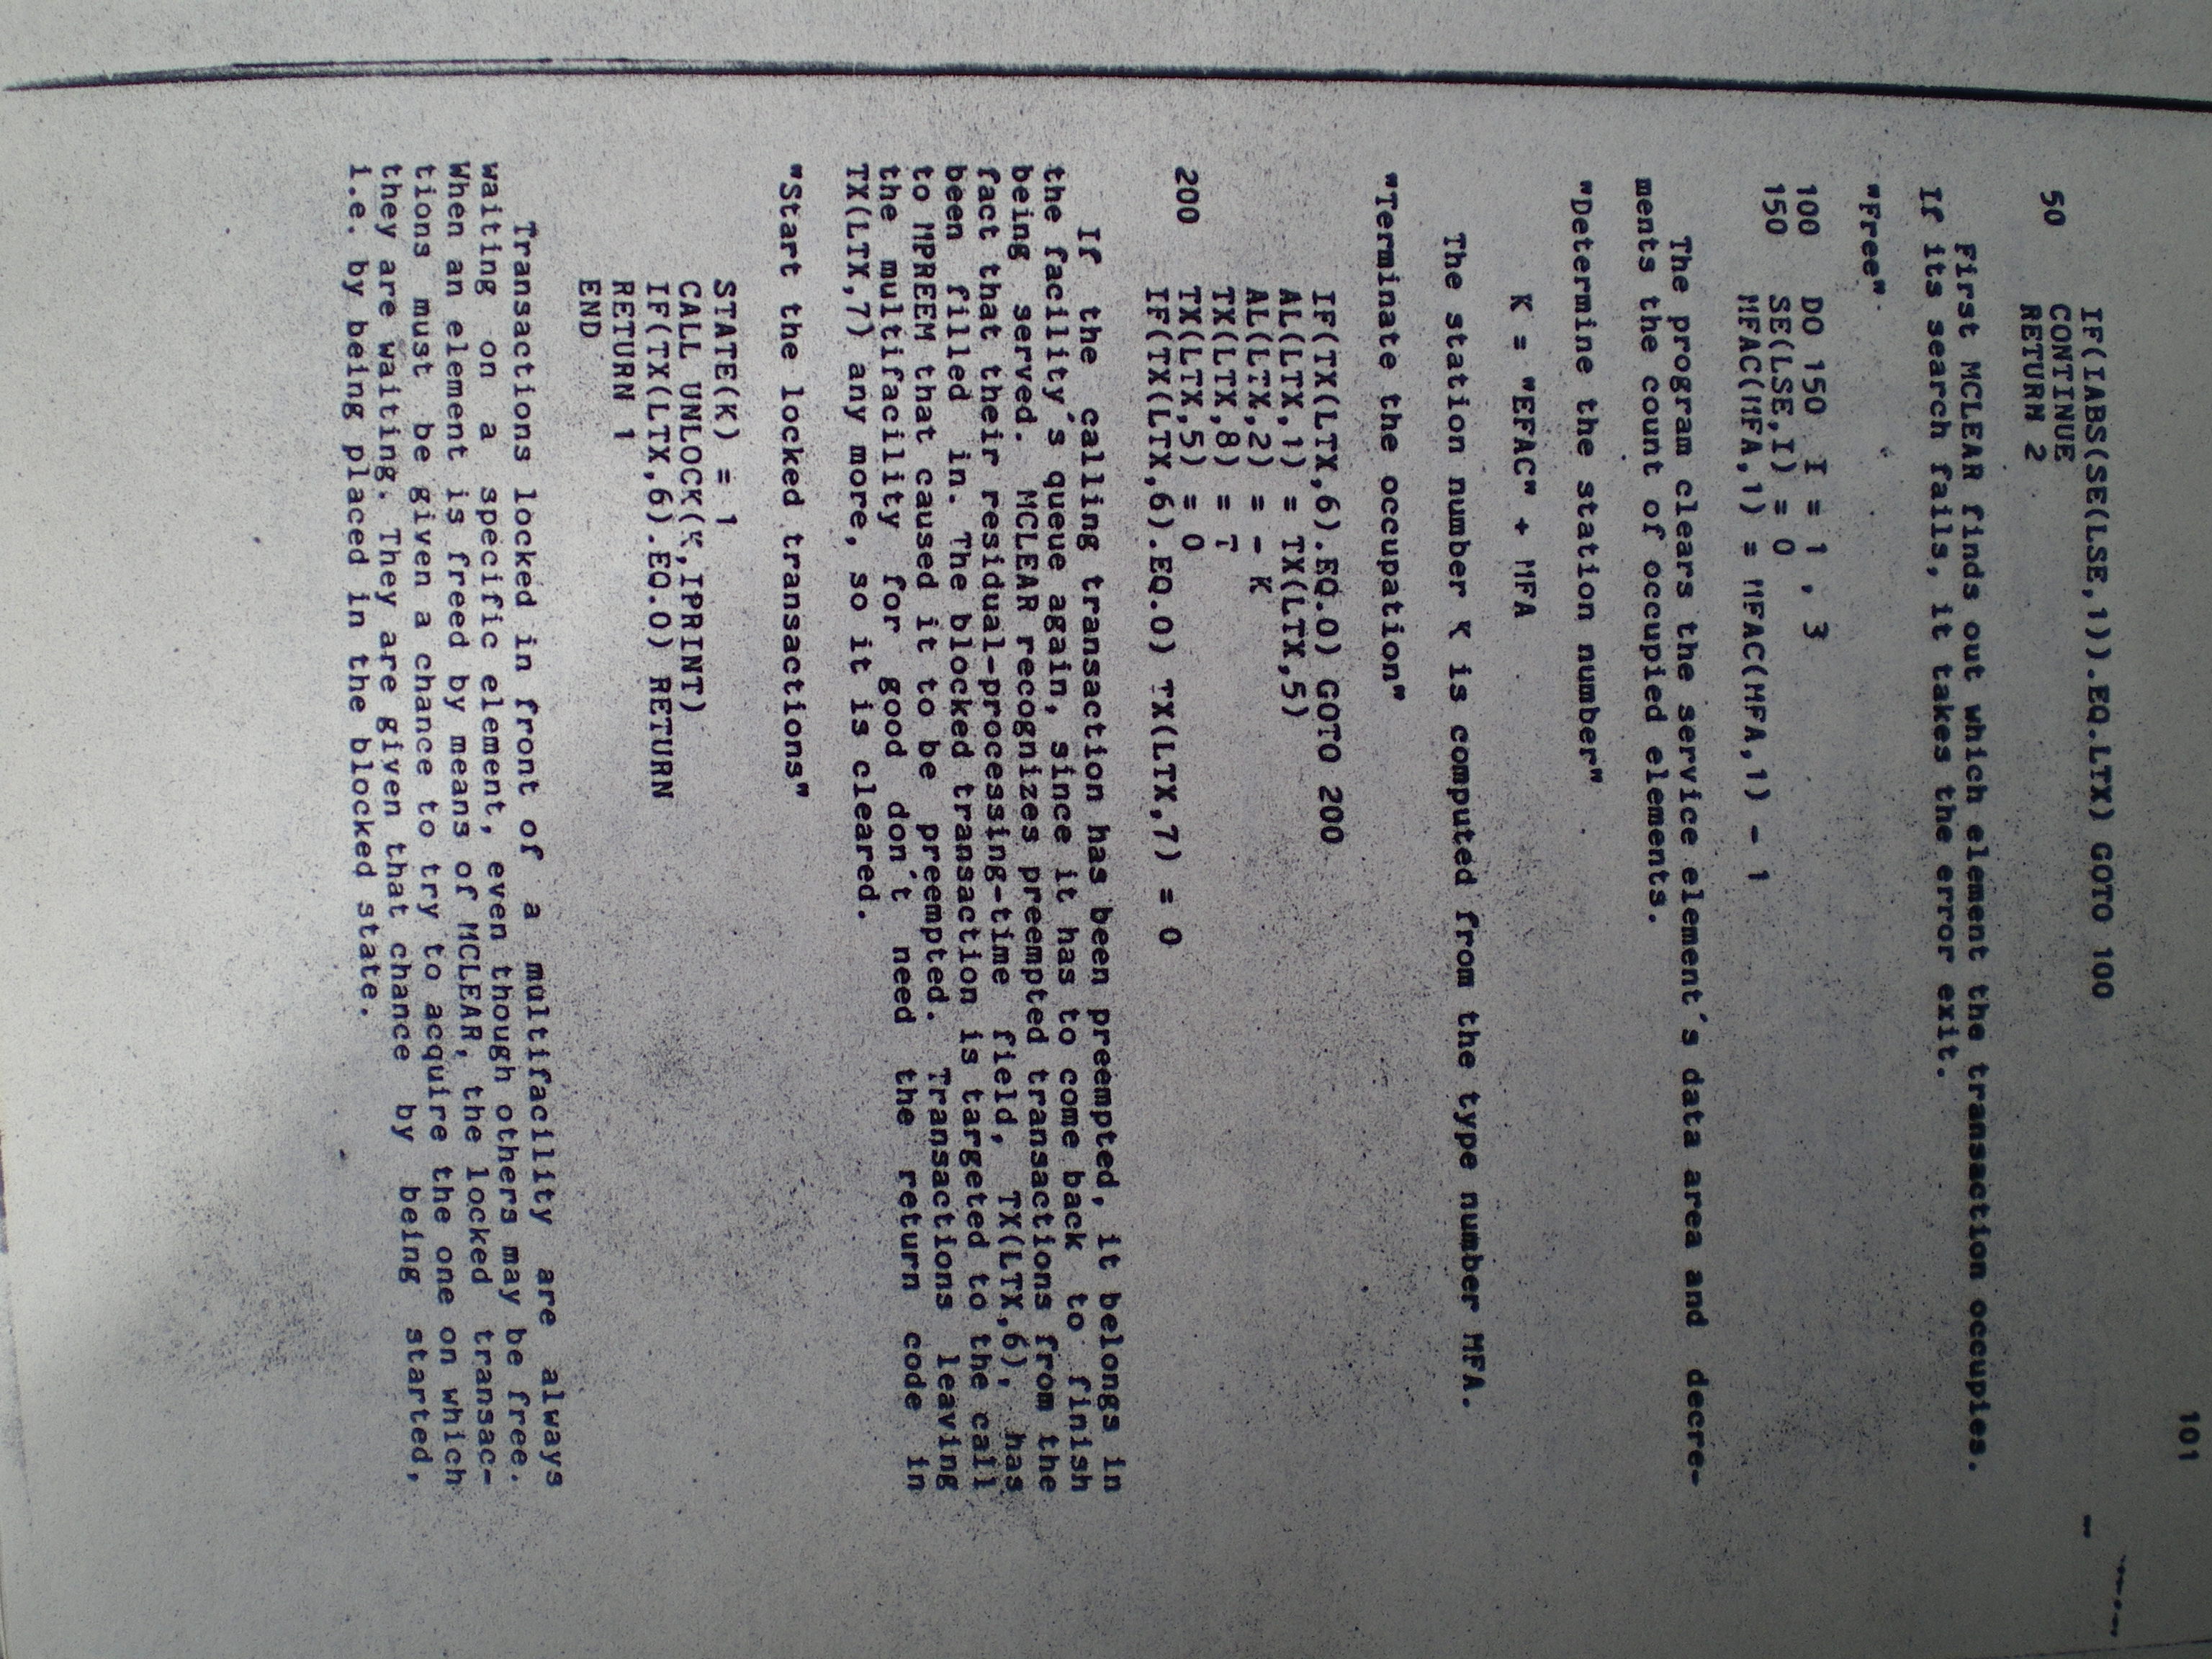 101
IF(IABS(SE(LSE,1)).EQ.LTX) GOTO 100
50 CONTINUE
RETURN 2
First MCLEAR finds out which element the transaction occupies.
If its search fails, it takes the error exit.
"Free"
100 DO 150 I = 1 , 3
150 SE(LSE,I) = 0
MFAC(MFA,1) = MFAC(MFA,1) - 1
The program clears the service element's data area and decre-
ments the count of occupied elements.
"Determine the station number"
K = "EFAC" + MFA
The station number K is computed from the type number MFA.
"Terminate the occupation"
IF(TX(LTX,6).EQ.0) GOTO 200
AL(LTX,1) = TX(LTX,5)
AL(LTX,2) = - K
TX(LTX,8) = T
TX(LTX,5) = 0
200 IF(TX(LTX,6).EQ.0) TX(LTX,7) = 0
If the calling transaction has been preempted, it belongs in
the facility's queue again, since it has to come back to finish
being served. MCLEAR recognizes preempted transactions from the
fact that their residual-processing-time field, TX(LTX,6), has
been filled in. The blocked transaction is targeted to the call
to MPREEM that caused it to be preempted. Transactions leaving
the multifacility for good don't need the return code in
TX(LTX,7) any more, so it is cleared.
"Start the locked transactions"
STATE(K) = 1
CALL UNLOCK(K,IPRINT)
IF(TX(LTX,6).EQ.0) RETURN
RETURN 1
END
Transactions locked in front of a multifacility are always
waiting on a specific element, even though others may be free.
When an element is freed by means of MCLEAR, the locked transac-
tions must be given a chance to try to acquire the one on which
they are waiting. They are given that chance by being started,
i.e. by being placed in the blocked state.